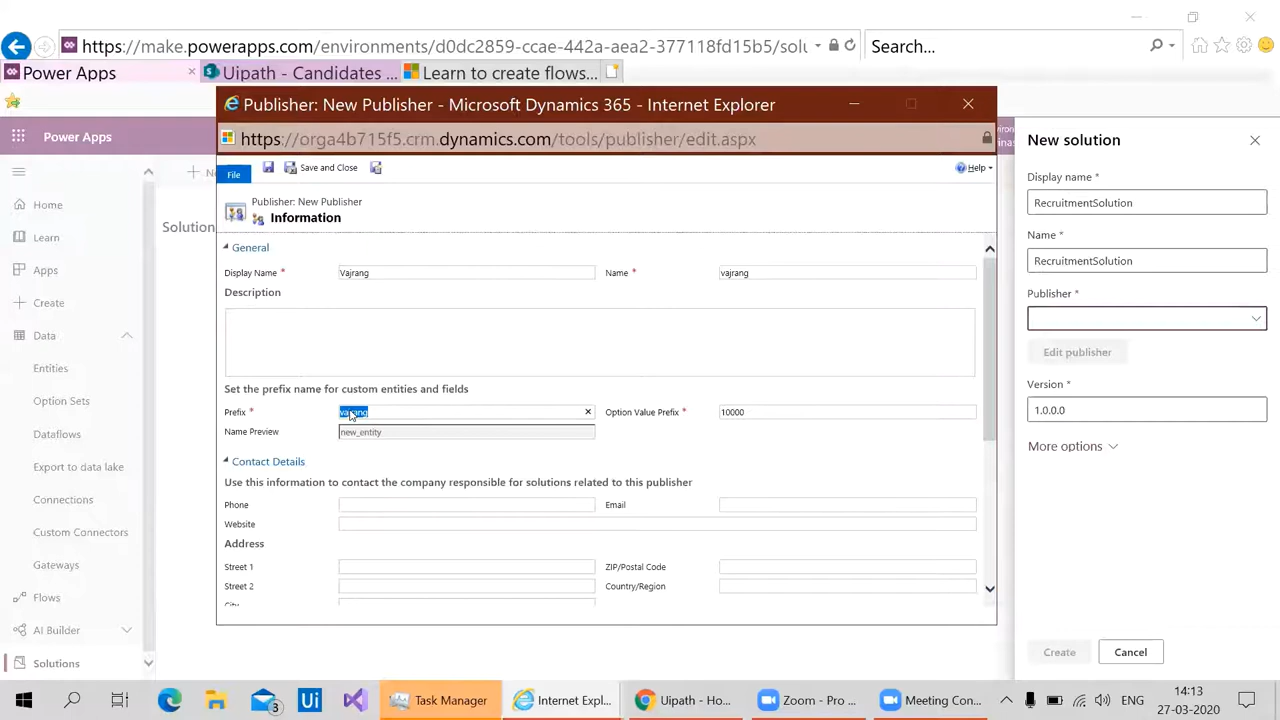 https://make.powerapps.com/environments/d0dc2859-ccae-442a-aea2-377118fd15b5/solu
Search...
Power Apps
Uipath - Candidates ...
Learn to create flows...
Publisher: New Publisher - Microsoft Dynamics 365 - Internet Explorer
https://orga4b715f5.crm.dynamics.com/tools/publisher/edit.aspx
Power Apps
File
Save and Close
Help
Publisher: New Publisher
Information
General
Display Name *
Vajrang
Name *
vajrang
Description
Set the prefix name for custom entities and fields
Prefix *
vajrang
Option Value Prefix *
10000
Name Preview
new_entity
Contact Details
Use this information to contact the company responsible for solutions related to this publisher
Phone
Email
Website
Address
Street 1
ZIP/Postal Code
Street 2
Country/Region
City
Home
Learn
Apps
Create
Data
Entities
Option Sets
Dataflows
Export to data lake
Connections
Custom Connectors
Gateways
Flows
AI Builder
Solutions
Solution
New solution
Display name *
RecruitmentSolution
Name *
RecruitmentSolution
Publisher *
Edit publisher
Version *
1.0.0.0
More options
Create
Cancel
3
Ui
Task Manager
Internet Expl...
Uipath - Ho...
Zoom - Pro ...
Meeting Con...
ENG
14:13
27-03-2020